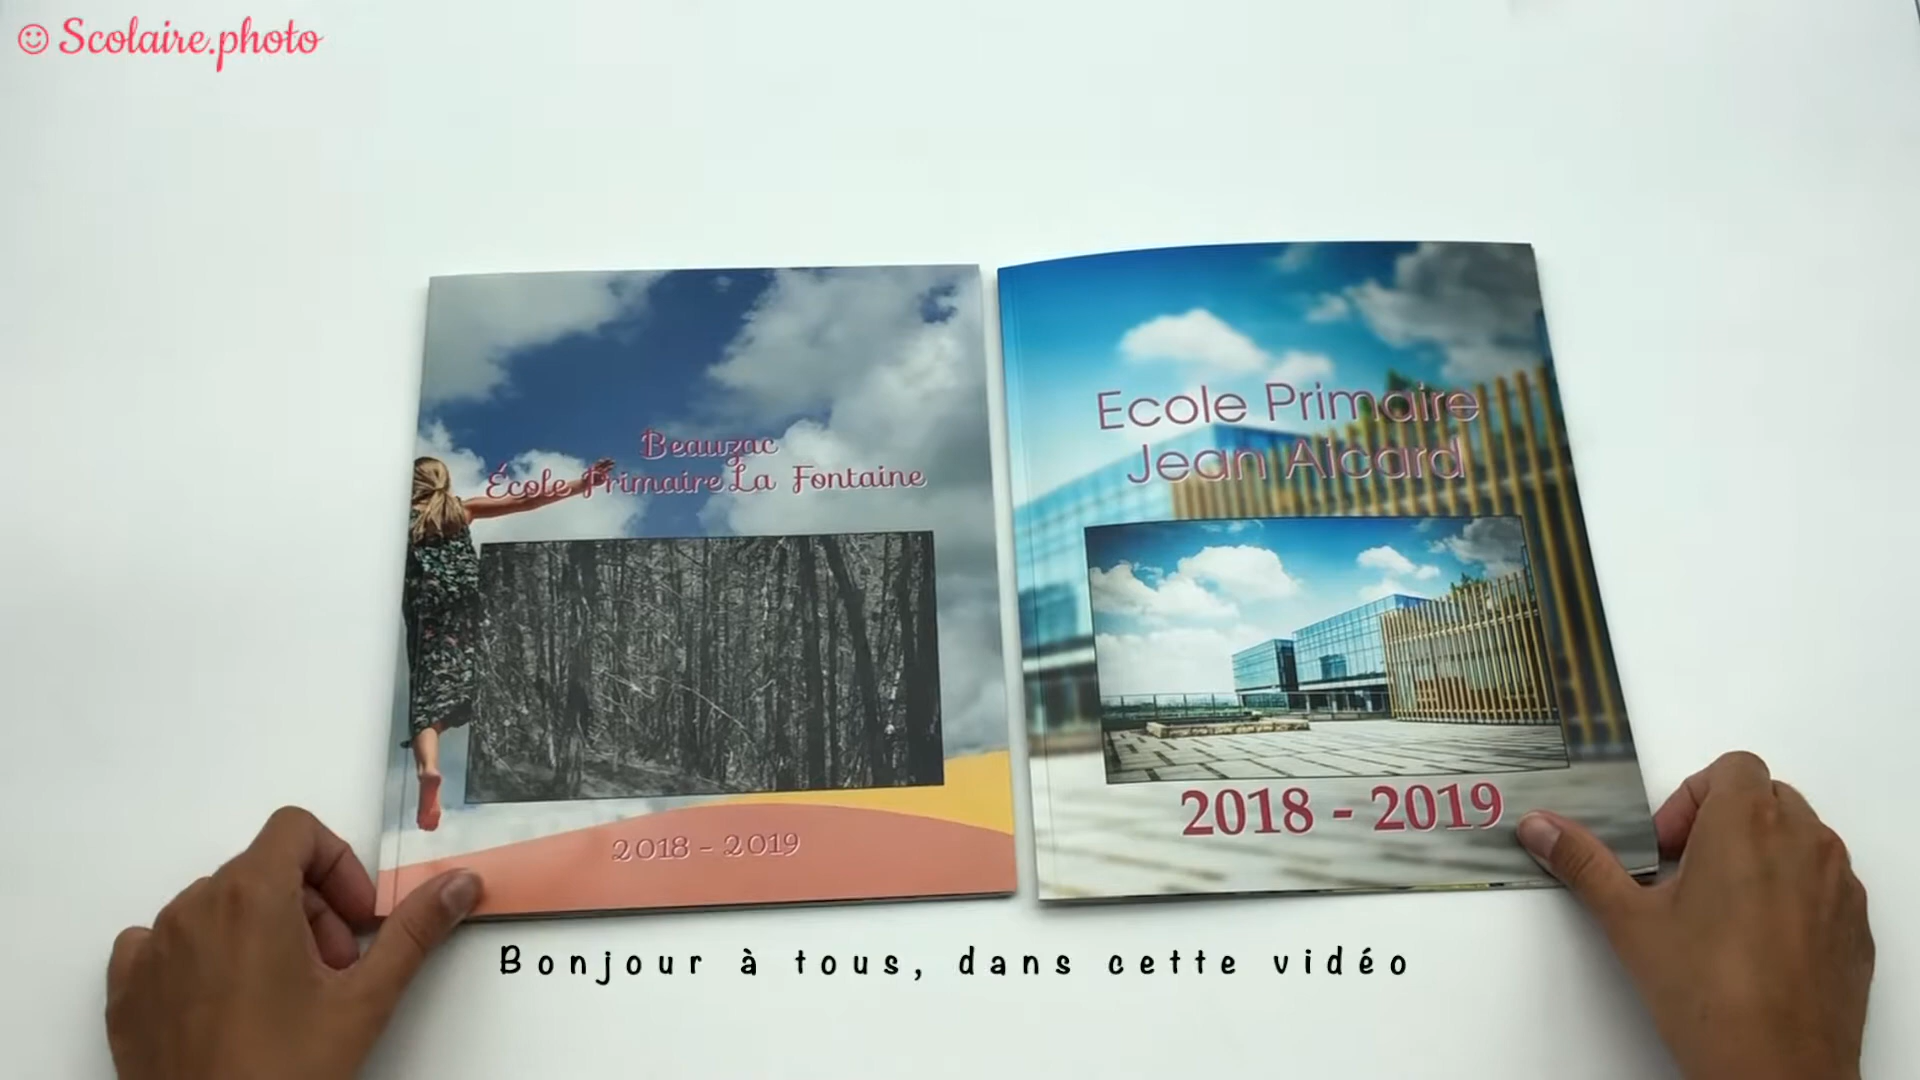 Scolaire.photo
Beauzac
École Primaire La Fontaine
2018 - 2019
Ecole Primaire
Jean Aicard
2018 - 2019
Bonjour à tous, dans cette vidéo